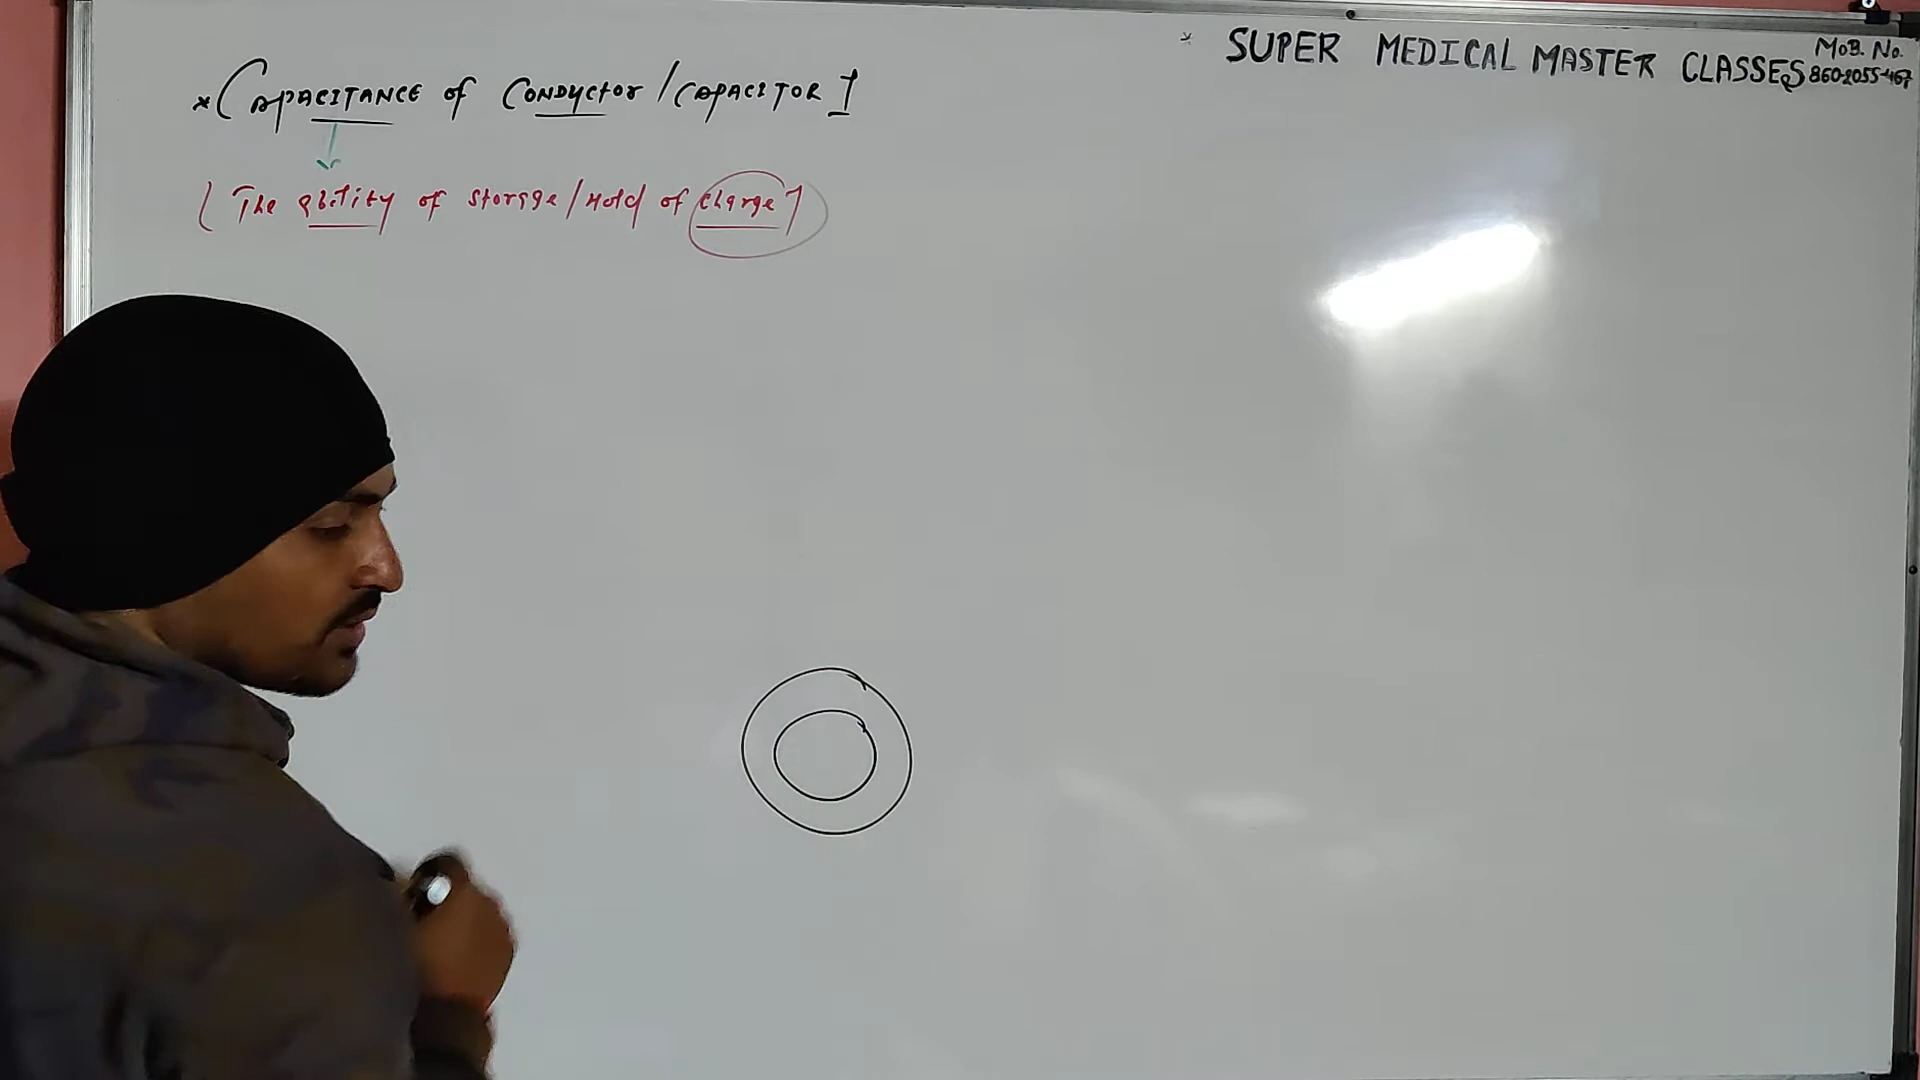 * SUPER MEDICAL MASTER CLASSES
MOB. No.
860-2055-467
* CAPACITANCE of CONDUCTOR / CAPACITOR ]
( The ability of storage / Hold of charge )